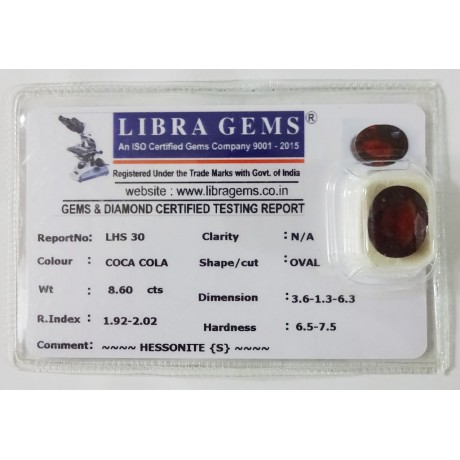 LIBRA GEMS ®
An ISO Certified Gems Company 9001 - 2015
Registered Under the Trade Marks with Govt. of India
website : www.libragems.co.in
GEMS & DIAMOND CERTIFIED TESTING REPORT
ReportNo: LHS 30 Clarity : N/A
Colour : COCA COLA Shape/cut : OVAL
Wt : 8.60 cts Dimension : 3.6-1.3-6.3
R.Index : 1.92-2.02 Hardness : 6.5-7.5
Comment: ~~~~ HESSONITE {S} ~~~~